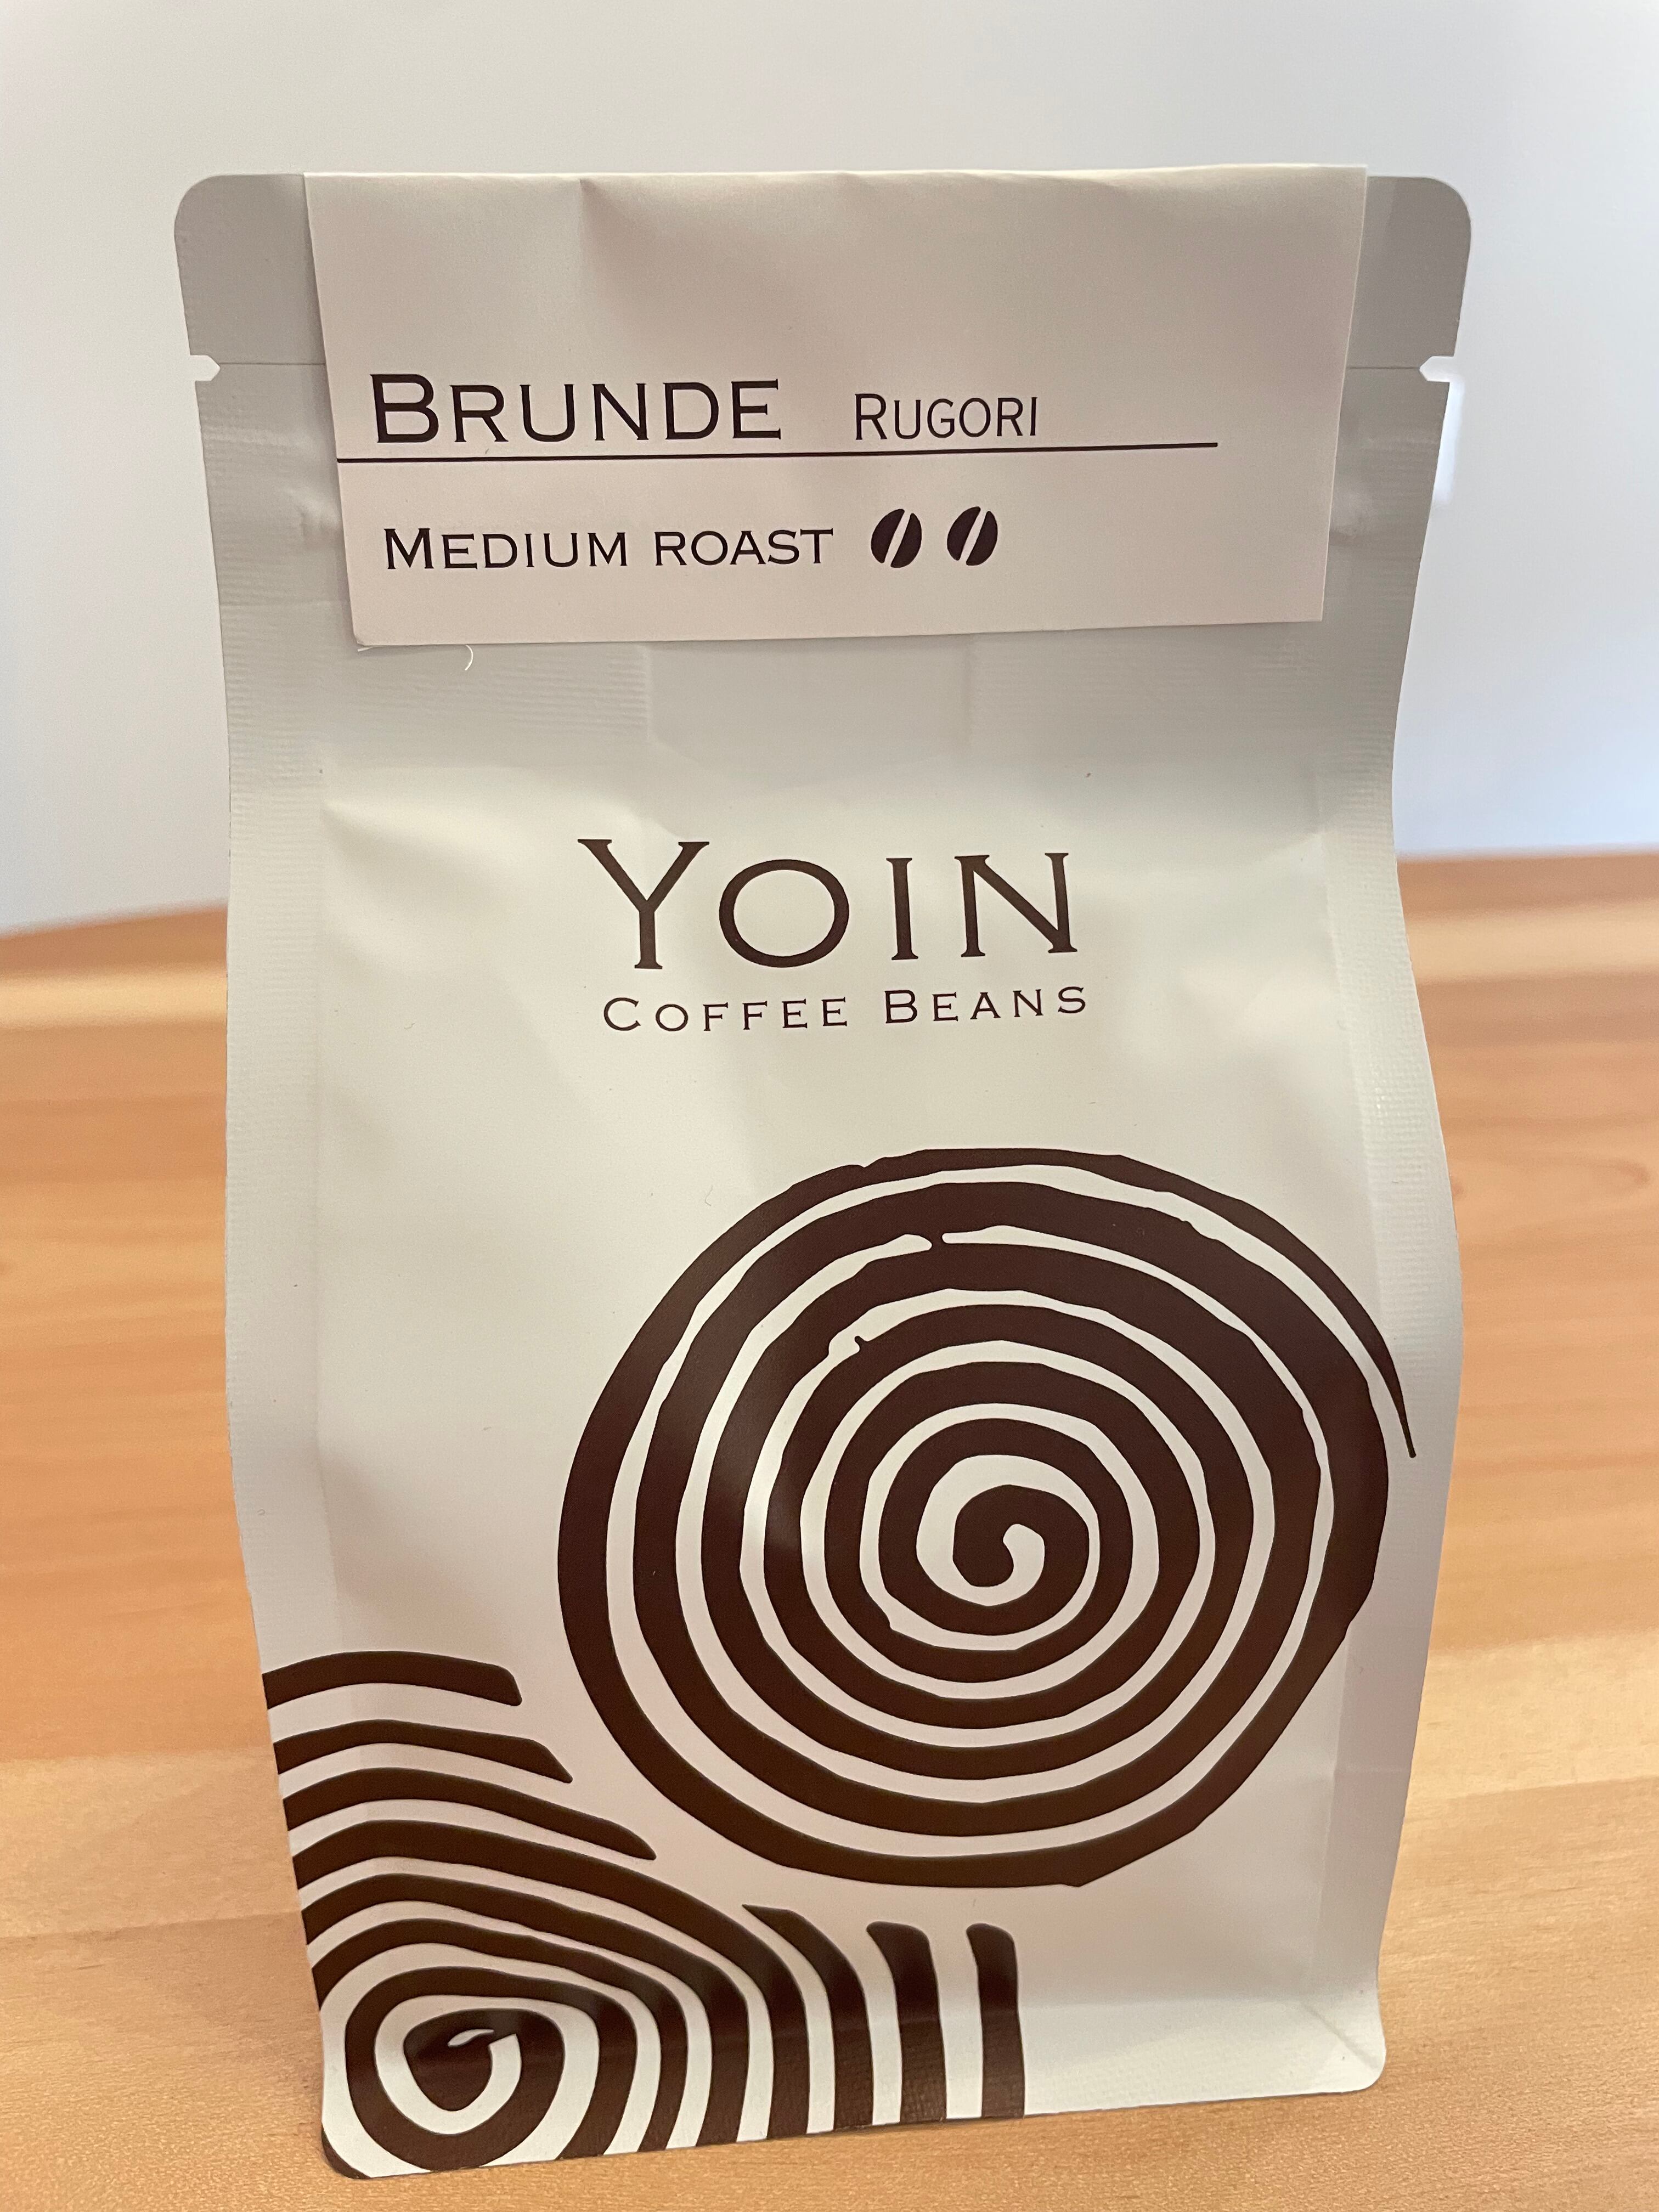 BRUNDE RUGORI
MEDIUM ROAST
YOIN
COFFEE BEANS